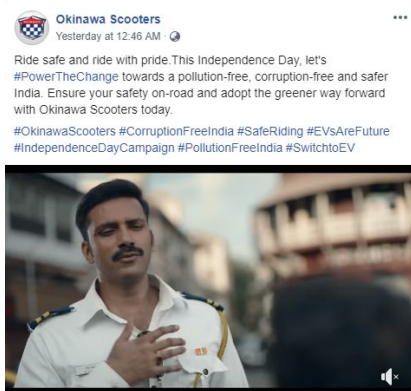 Okinawa Scooters
Yesterday at 12:46 AM ·
Ride safe and ride with pride.This Independence Day, let's
#PowerTheChange towards a pollution-free, corruption-free and safer
India. Ensure your safety on-road and adopt the greener way forward
with Okinawa Scooters today.
#OkinawaScooters #CorruptionFreeIndia #SafeRiding #EVsAreFuture
#IndependenceDayCampaign #PollutionFreeIndia #SwitchtoEV